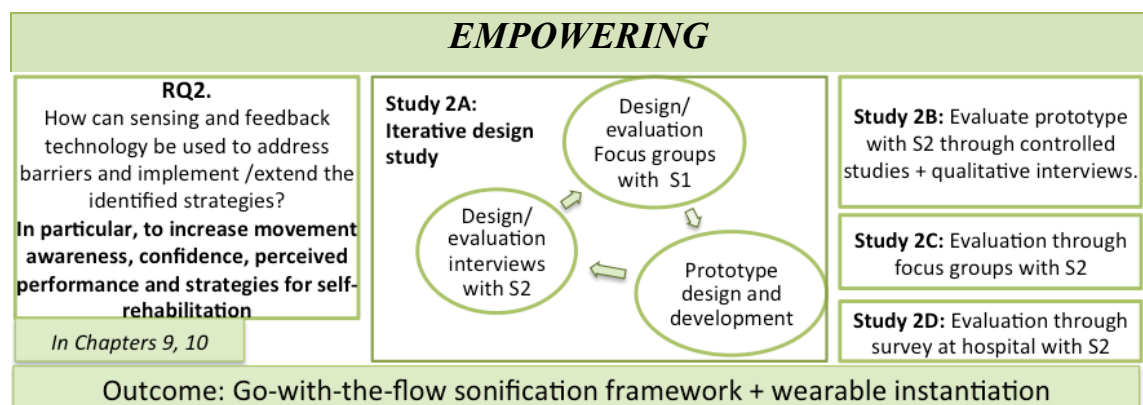 EMPOWERING
RQ2.
How can sensing and feedback
technology be used to address
barriers and implement /extend the
identified strategies?
In particular, to increase movement
awareness, confidence, perceived
performance and strategies for self-
rehabilitation
In Chapters 9, 10
Study 2A:
Iterative design
study
Design/
evaluation
Focus groups
with S1
Design/
evaluation
interviews
with S2
Prototype
design and
development
Study 2B: Evaluate prototype
with S2 through controlled
studies + qualitative interviews.
Study 2C: Evaluation through
focus groups with S2
Study 2D: Evaluation through
survey at hospital with S2
Outcome: Go-with-the-flow sonification framework + wearable instantiation